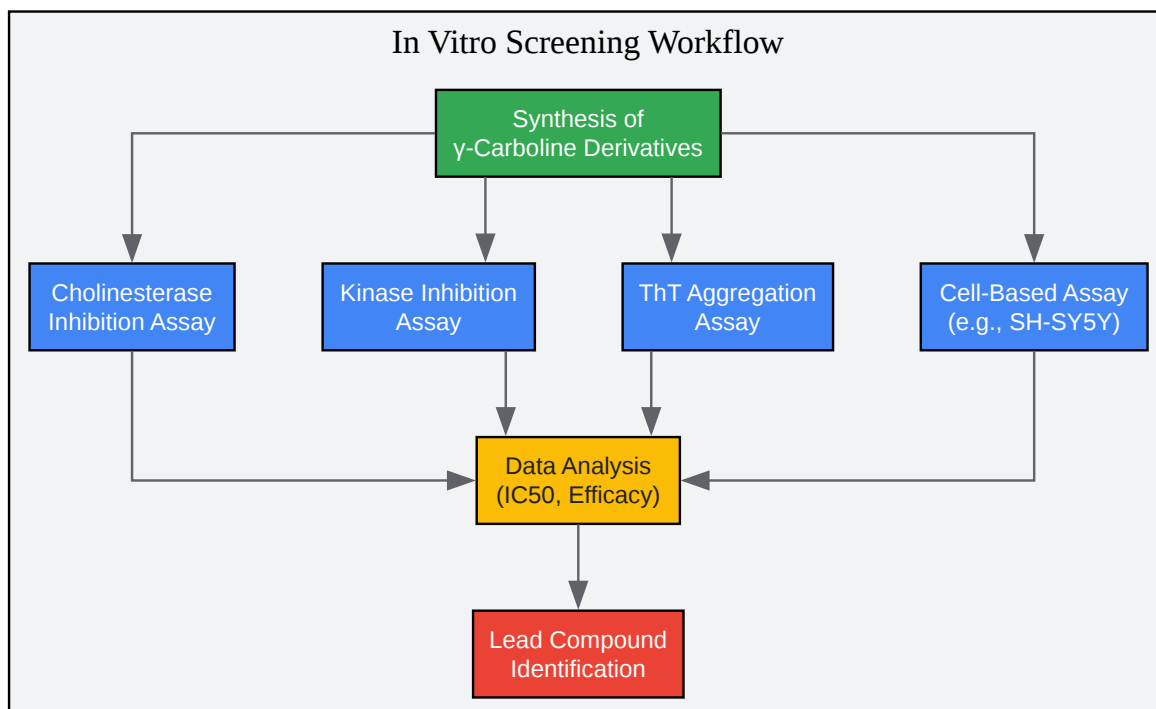 In Vitro Screening Workflow
Synthesis of
γ-Carboline Derivatives
Cholinesterase
Inhibition Assay
Kinase Inhibition
Assay
ThT Aggregation
Assay
Cell-Based Assay
(e.g., SH-SY5Y)
Data Analysis
(IC50, Efficacy)
Lead Compound
Identification